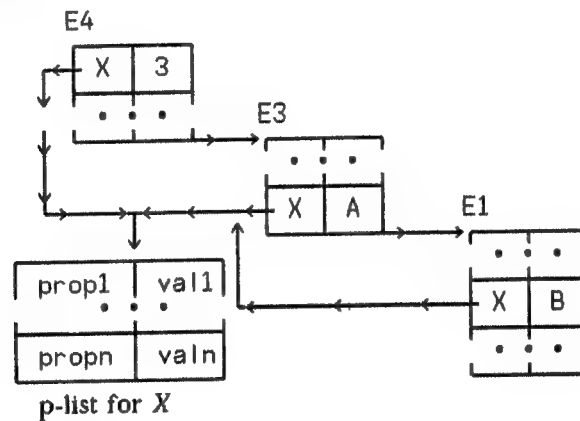 E4
X 3
• • •
E3
• • •
X A
E1
• • •
X B
• • •
prop1 val1
• • •
propn valn
p-list for X